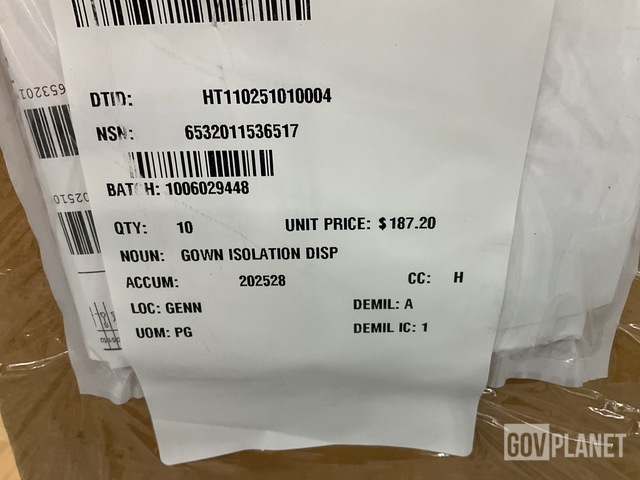 DTID: HT110251010004
NSN: 6532011536517
BATCH: 1006029448
QTY: 10 UNIT PRICE: $187.20
NOUN: GOWN ISOLATION DISP
ACCUM: 202528 CC: H
LOC: GENN DEMIL: A
UOM: PG DEMIL IC: 1
GOVPLANET